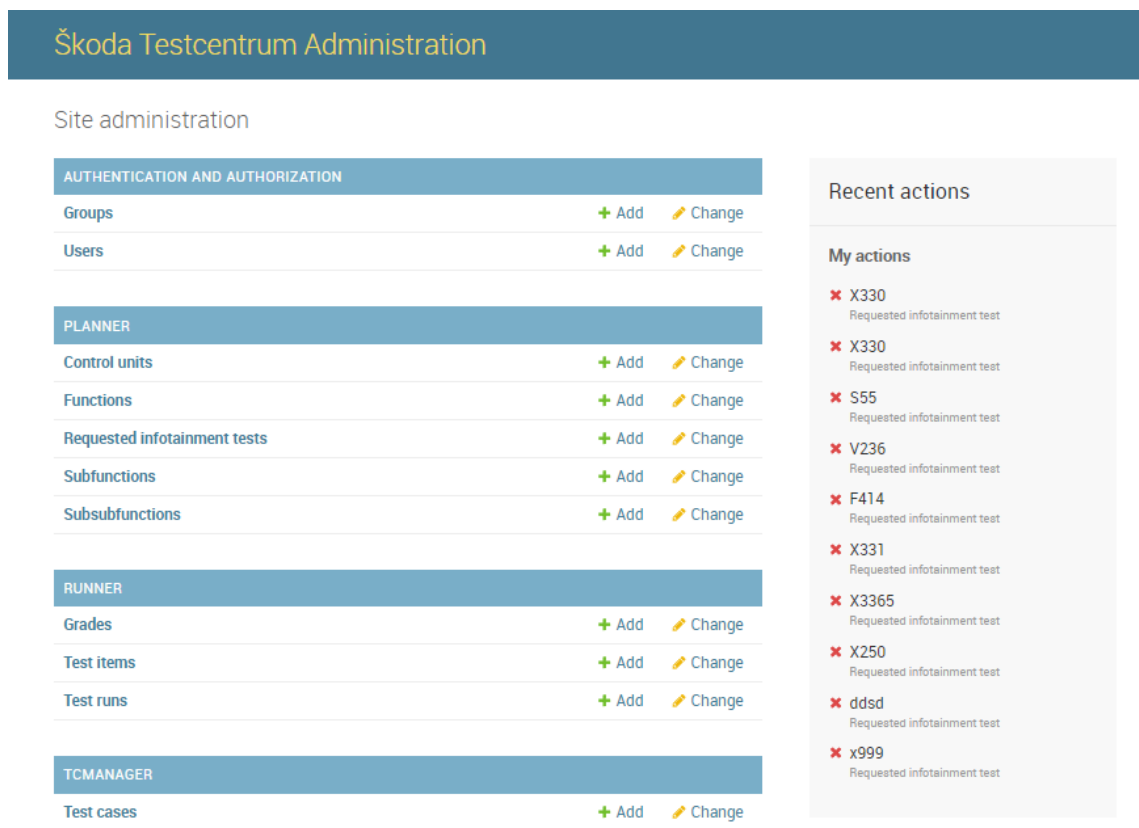 Škoda Testcentrum Administration
Site administration
AUTHENTICATION AND AUTHORIZATION
Groups Add Change
Users Add Change
PLANNER
Control units Add Change
Functions Add Change
Requested infotainment tests Add Change
Subfunctions Add Change
Subsubfunctions Add Change
RUNNER
Grades Add Change
Test items Add Change
Test runs Add Change
TCMANAGER
Test cases Add Change
Recent actions
My actions
X330
Requested infotainment test
X330
Requested infotainment test
S55
Requested infotainment test
V236
Requested infotainment test
F414
Requested infotainment test
X331
Requested infotainment test
X3365
Requested infotainment test
X250
Requested infotainment test
ddsd
Requested infotainment test
x999
Requested infotainment test